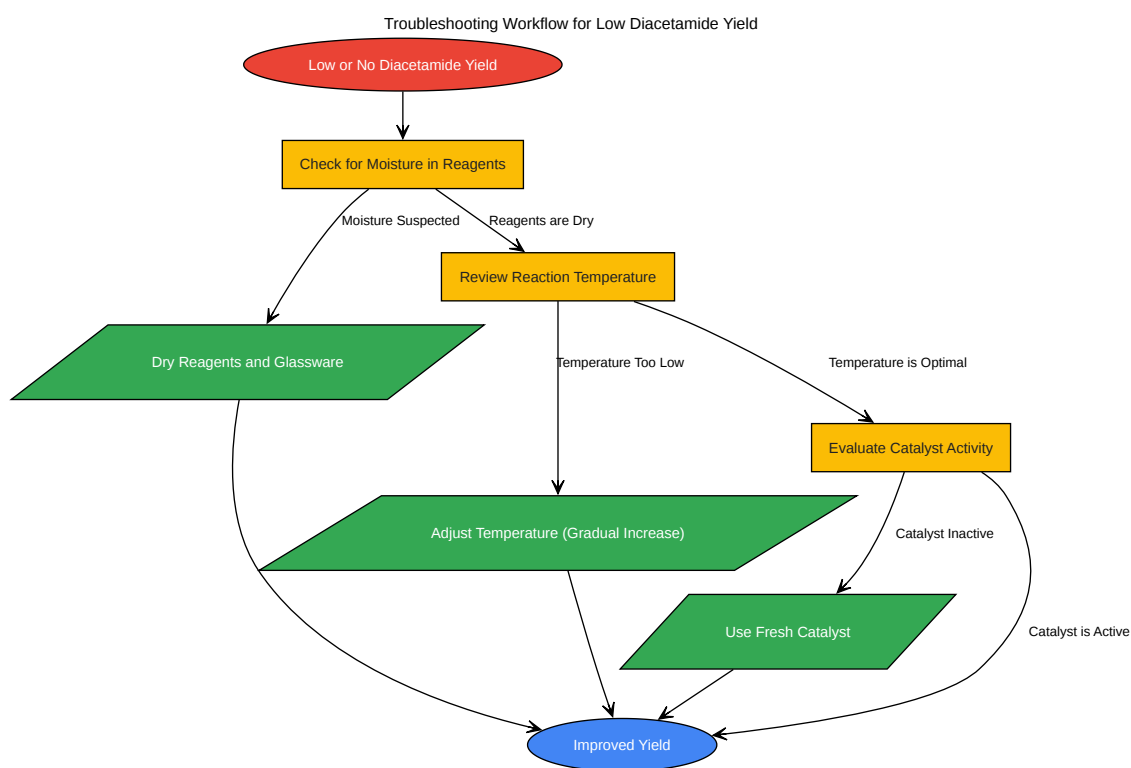 Troubleshooting Workflow for Low Diacetamide Yield
Low or No Diacetamide Yield
Check for Moisture in Reagents
Moisture Suspected
Reagents are Dry
Review Reaction Temperature
Dry Reagents and Glassware
Temperature Too Low
Temperature is Optimal
Evaluate Catalyst Activity
Adjust Temperature (Gradual Increase)
Catalyst Inactive
Use Fresh Catalyst
Catalyst is Active
Improved Yield